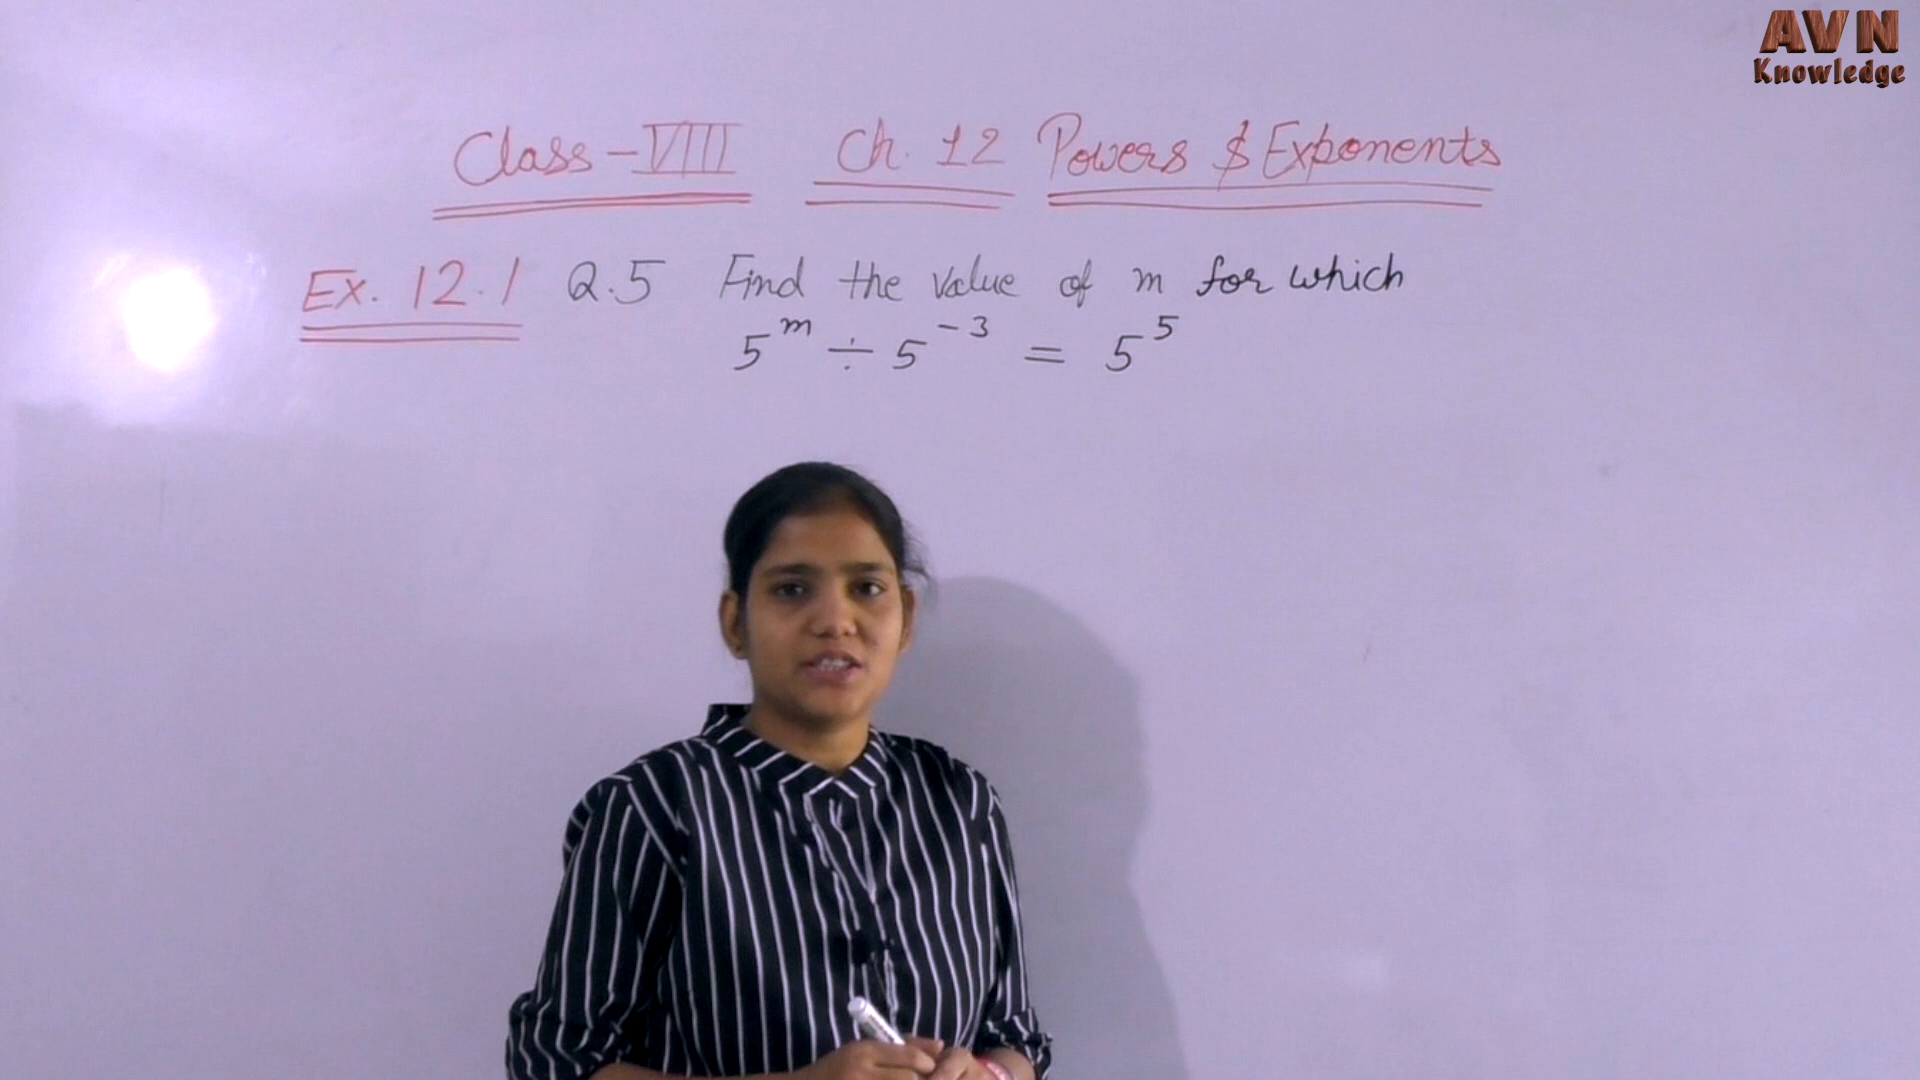 AVN
Knowledge
Class-VIII Ch. 12 Powers & Exponents
Ex. 12.1 Q.5 Find the value of m for which
5^m ÷ 5^-3 = 5^5